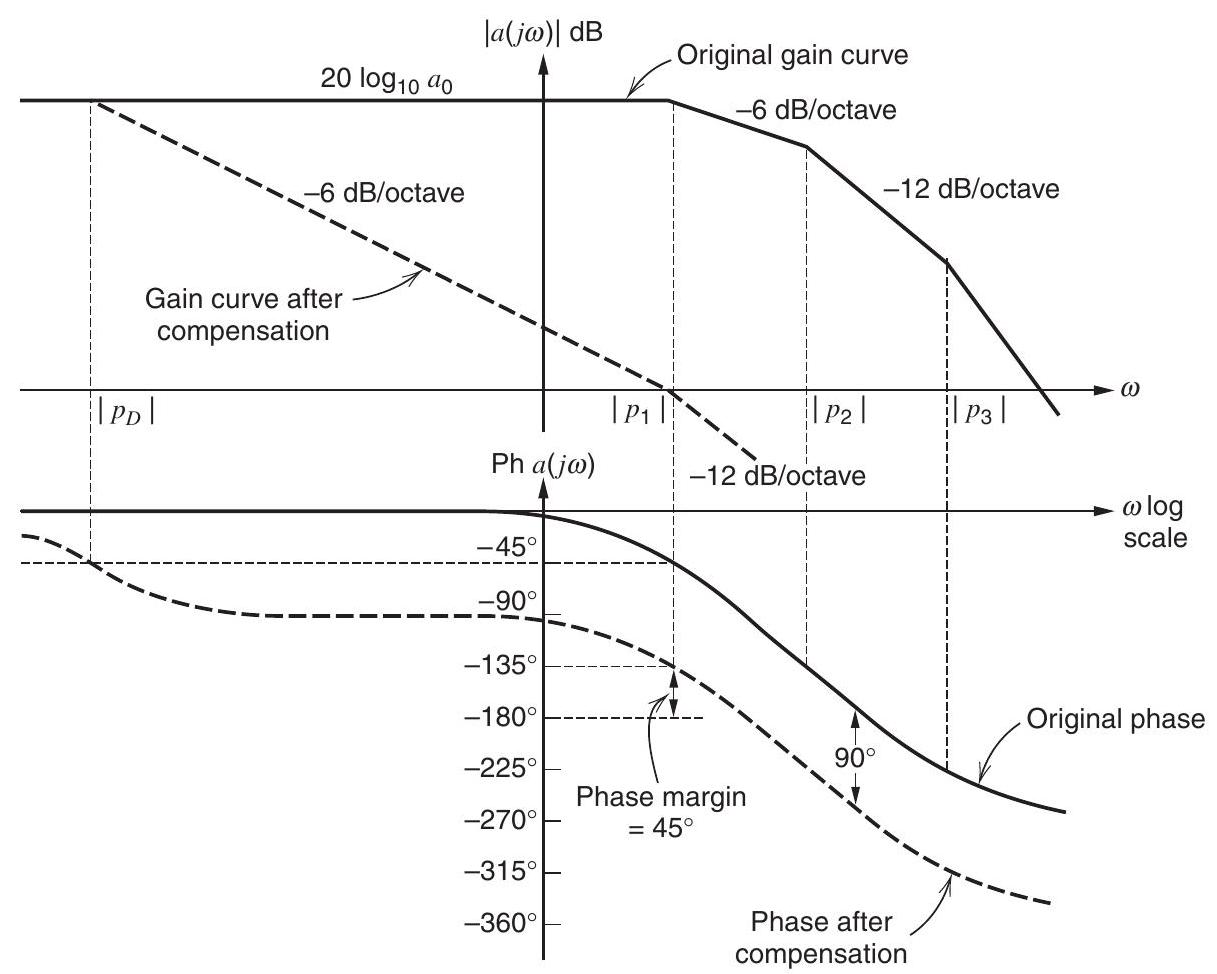 |a(jω)| dB
Original gain curve
20 log₁₀ a₀
–6 dB/octave
–6 dB/octave
–12 dB/octave
Gain curve after
compensation
ω
| p_D |
| p₁ |
| p₂ |
| p₃ |
Ph a(jω)
–12 dB/octave
ω log
scale
–45°
–90°
–135°
–180°
–225°
–270°
–315°
–360°
90°
Original phase
Phase margin
= 45°
Phase after
compensation